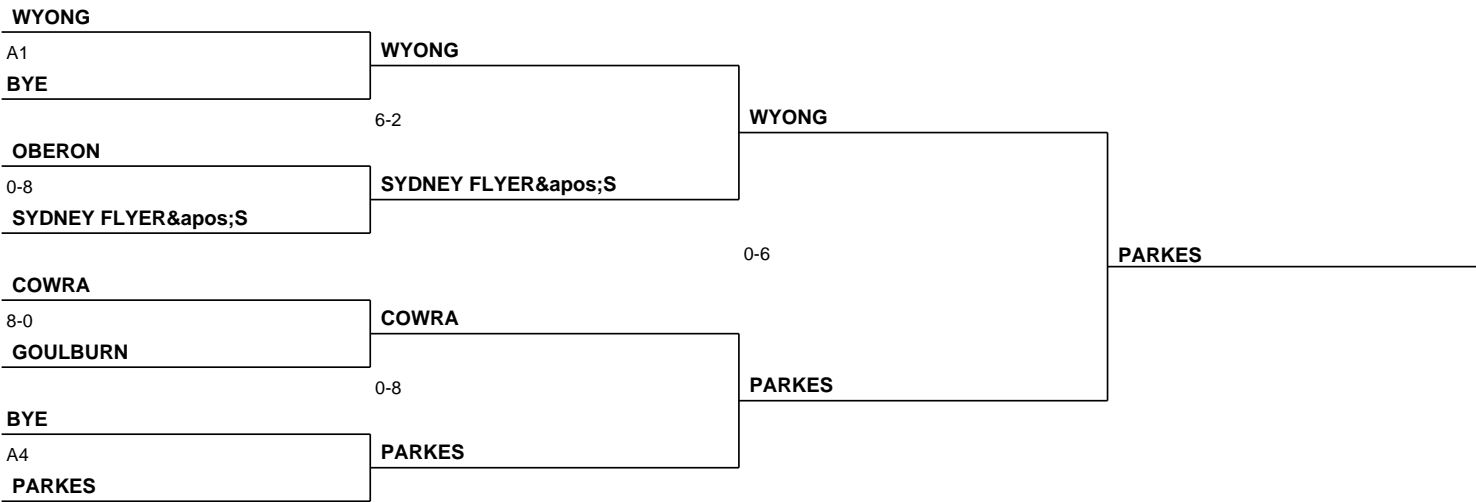 WYONG
A1
WYONG
BYE
6-2
WYONG
OBERON
0-8
SYDNEY FLYER&apos;S
SYDNEY FLYER&apos;S
0-6
PARKES
COWRA
8-0
COWRA
GOULBURN
0-8
PARKES
BYE
A4
PARKES
PARKES